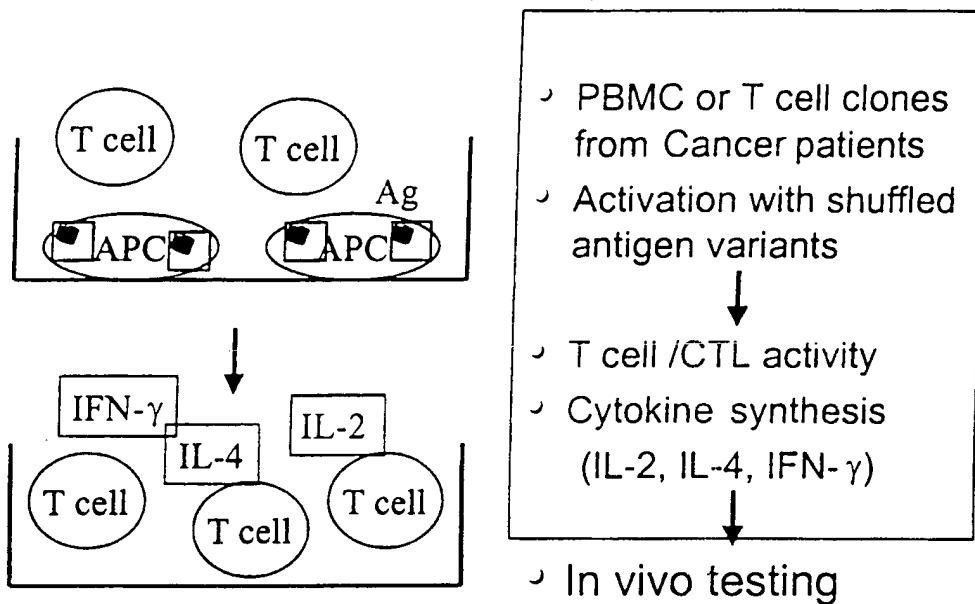 T cell
T cell
Ag
APC
APC
IFN-γ
IL-4
IL-2
T cell
T cell
T cell
PBMC or T cell clones
from Cancer patients
Activation with shuffled
antigen variants
T cell /CTL activity
Cytokine synthesis
(IL-2, IL-4, IFN- γ)
In vivo testing